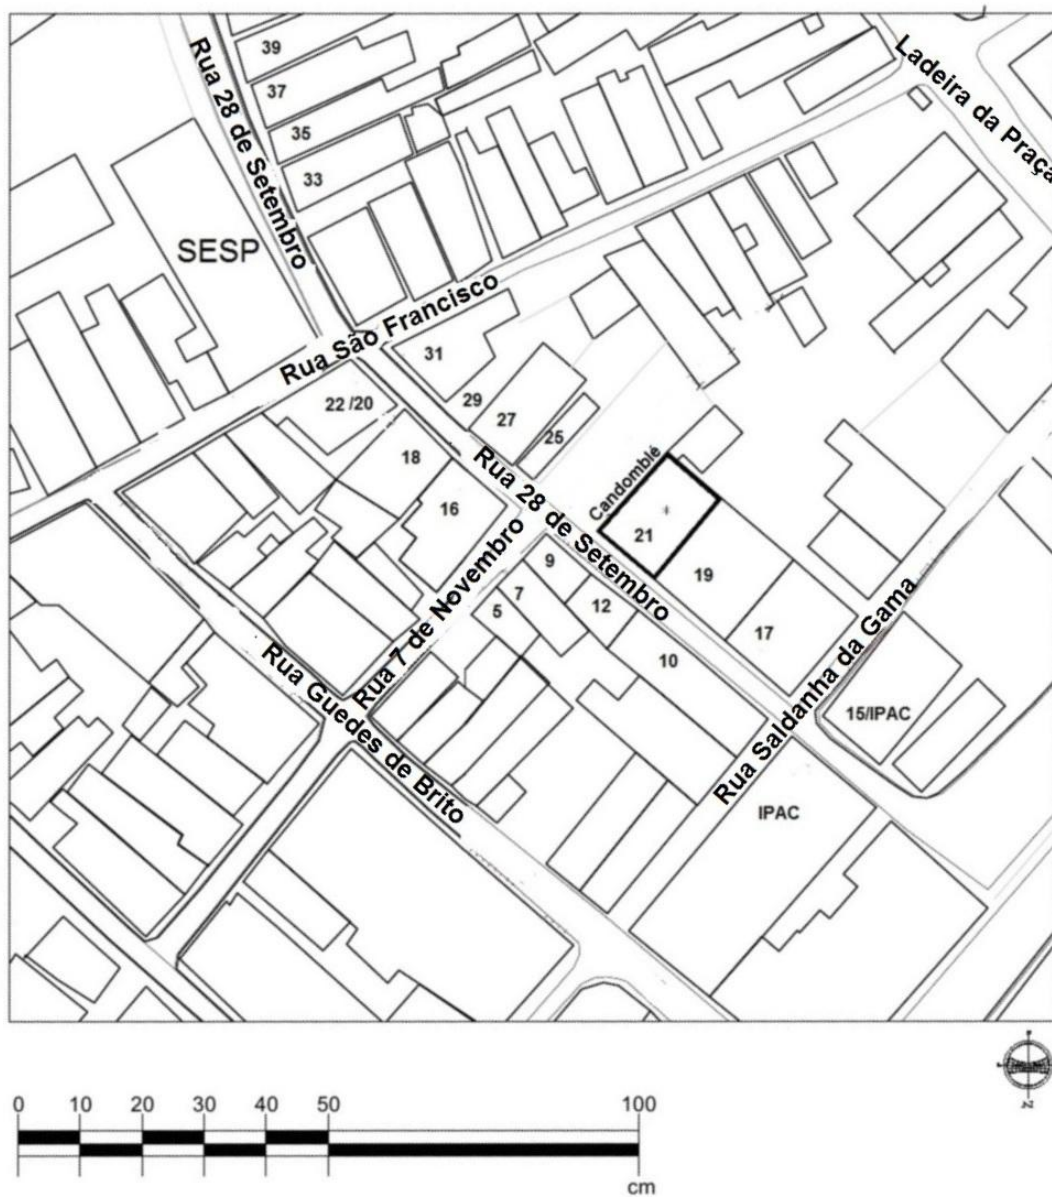 39
Rua 28 de Setembro
Ladeira da Praça
37
35
33
SESP
Rua São Francisco
31
22 /20
29
27
25
18
16
Rua 28 de Setembro
Candomblé
21
19
17
9
7
5
12
10
Rua 7 de Novembro
Rua Guedes de Brito
Rua Saldanha da Gama
15/IPAC
IPAC
N
0 10 20 30 40 50 100
cm